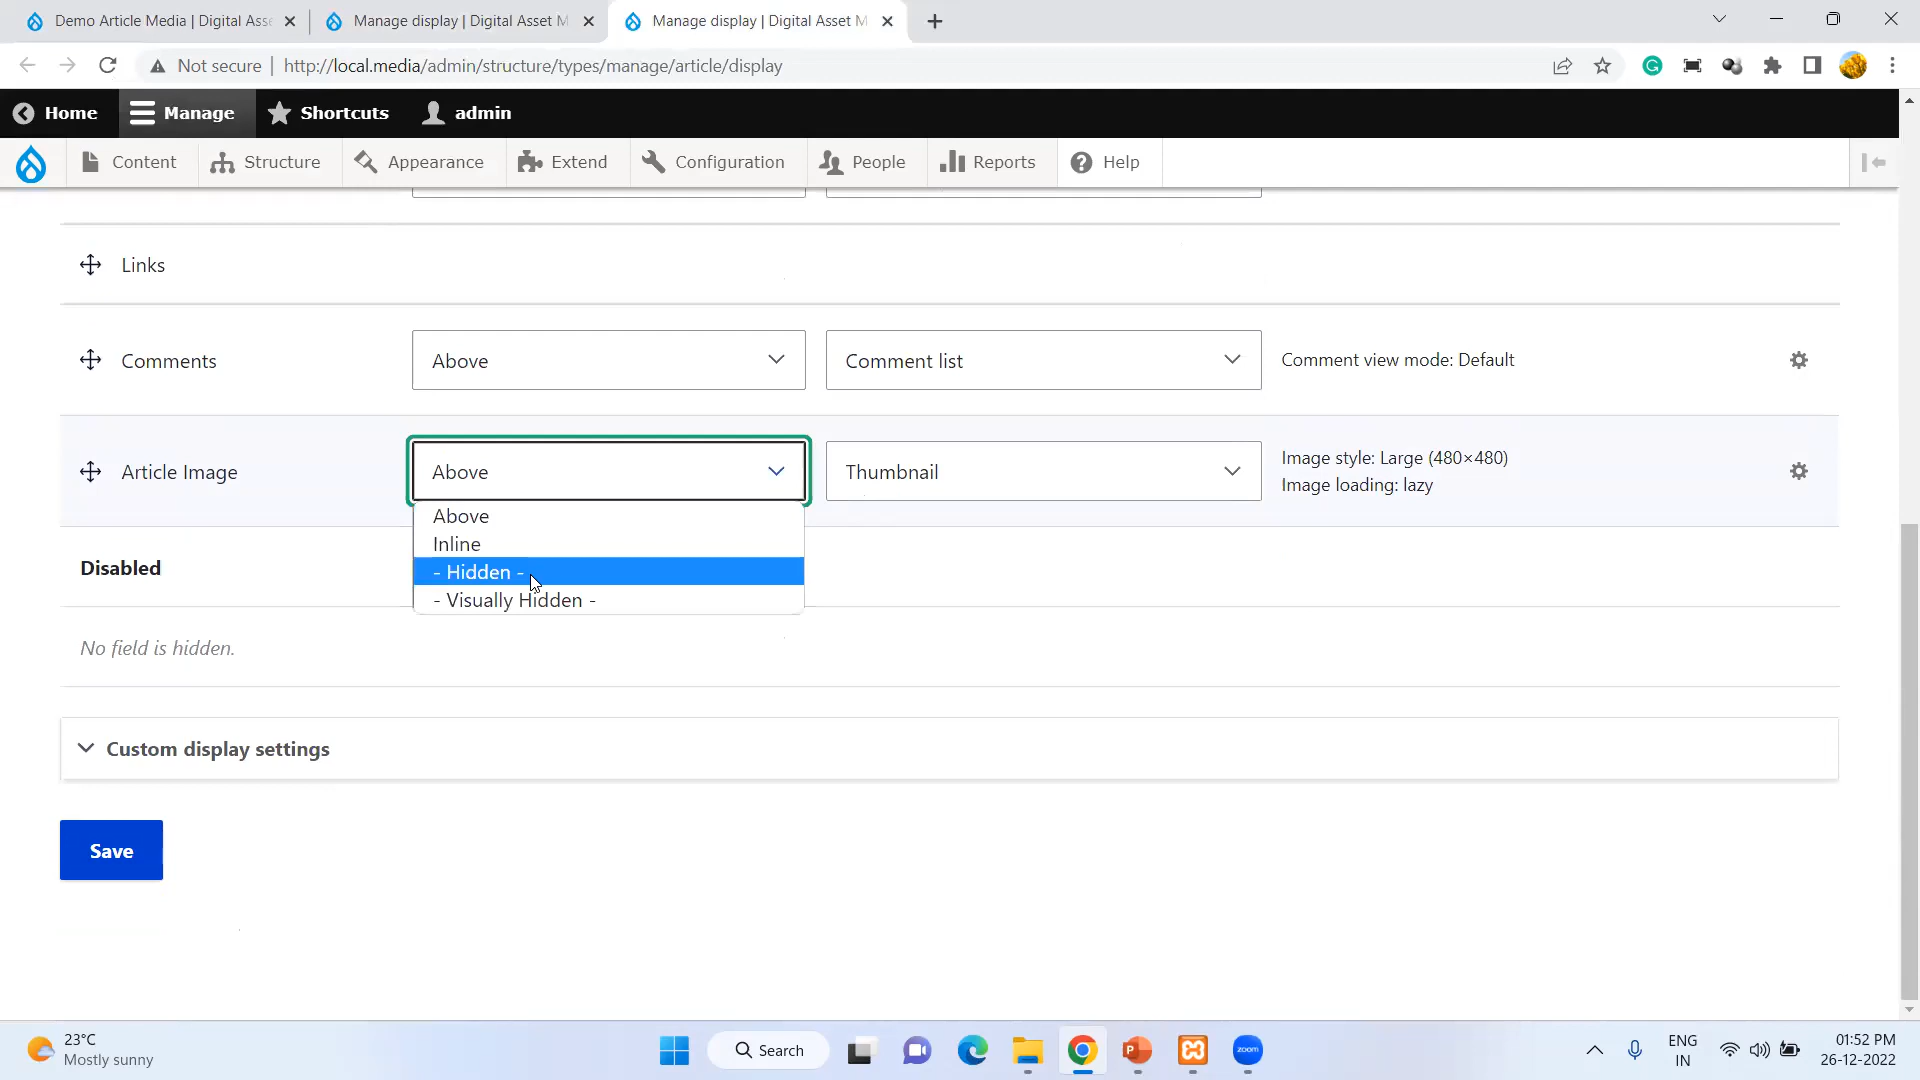 Demo Article Media | Digital Asse
Manage display | Digital Asset M
Manage display | Digital Asset M
Not secure
http://local.media/admin/structure/types/manage/article/display
Home
Manage
Shortcuts
admin
Content
Structure
Appearance
Extend
Configuration
People
Reports
Help
Links
Comments
Above
Comment list
Comment view mode: Default
Article Image
Above
Thumbnail
Image style: Large (480×480)
Image loading: lazy
Above
Inline
- Hidden -
- Visually Hidden -
Disabled
No field is hidden.
Custom display settings
Save
23°C
Mostly sunny
Search
zoom
ENG
IN
01:52 PM
26-12-2022